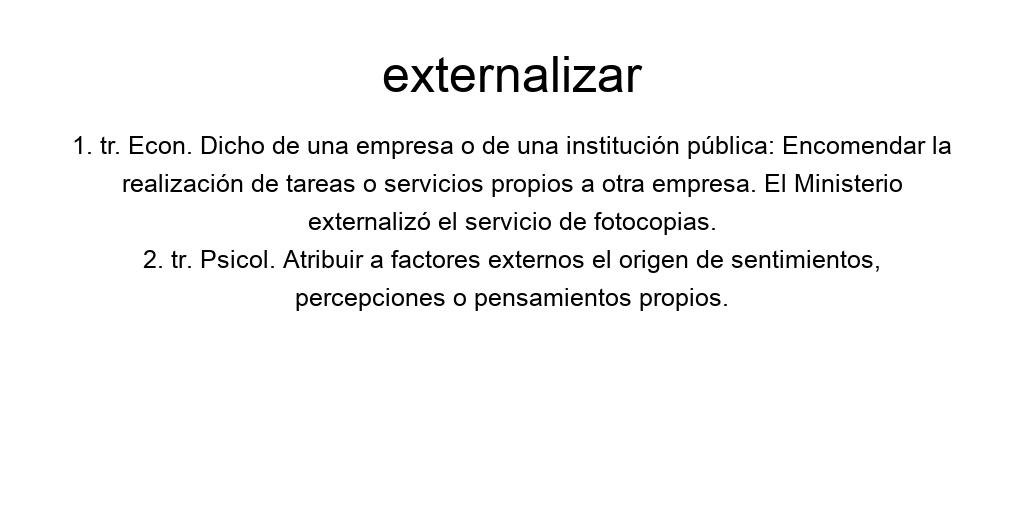 externalizar
1. tr. Econ. Dicho de una empresa o de una institución pública: Encomendar la
realización de tareas o servicios propios a otra empresa. El Ministerio
externalizó el servicio de fotocopias.
2. tr. Psicol. Atribuir a factores externos el origen de sentimientos,
percepciones o pensamientos propios.